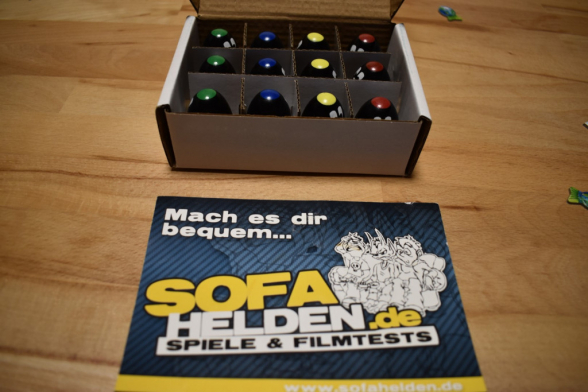 Mach es dir
bequem...
SOFA
HELDEN.de
SPIELE & FILMTESTS
www.sofahelden.de